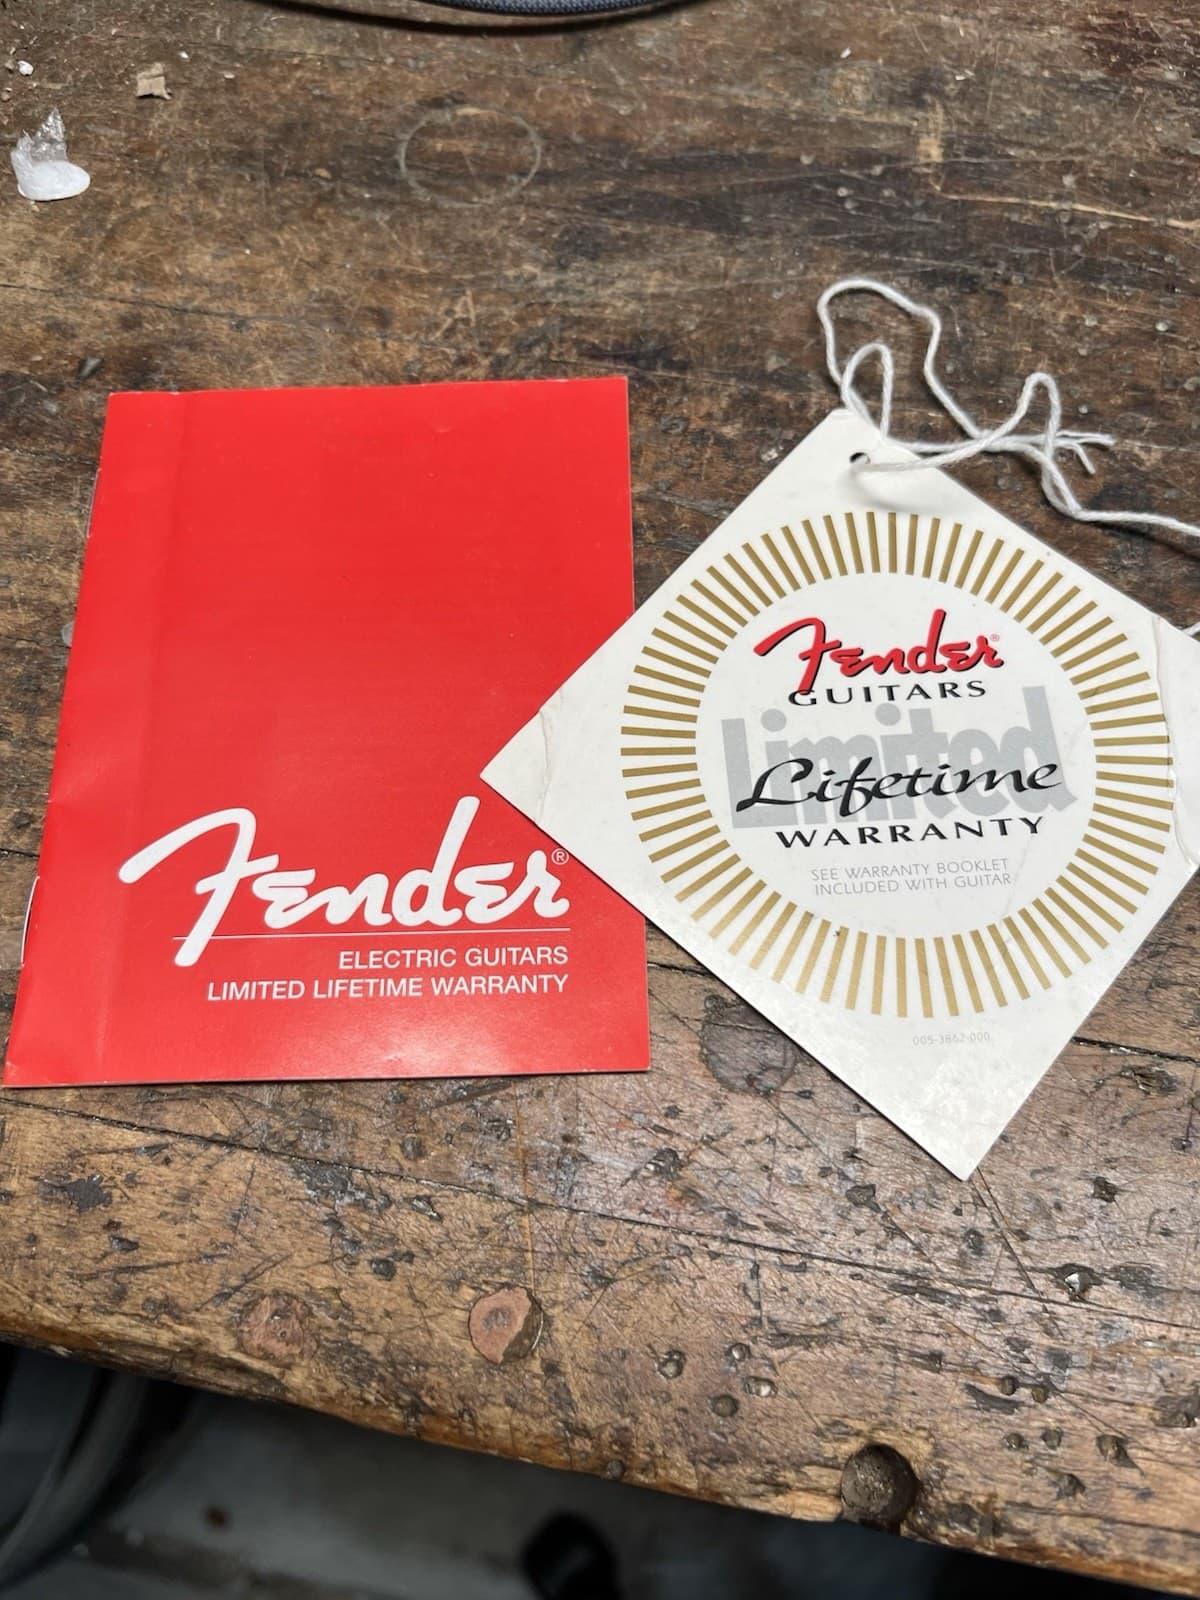 Fender®
ELECTRIC GUITARS
LIMITED LIFETIME WARRANTY
Fender®
GUITARS
Limited
Lifetime
WARRANTY
SEE WARRANTY BOOKLET
INCLUDED WITH GUITAR
005-3862-000